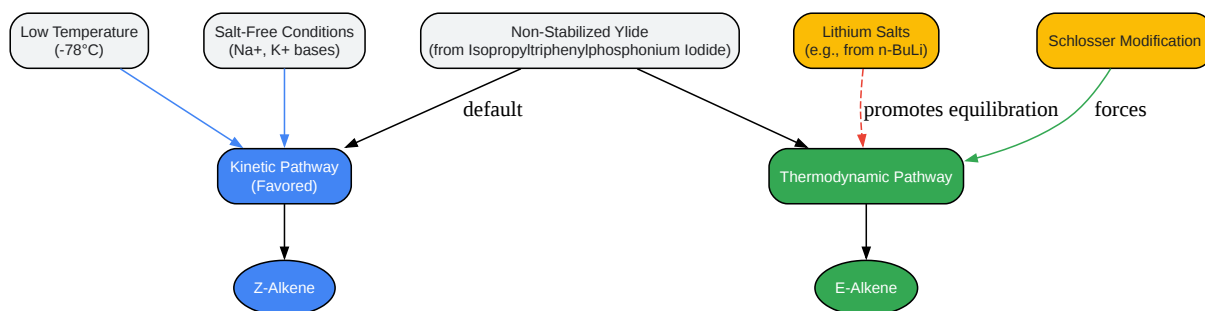 Low Temperature
(-78°C)
Salt-Free Conditions
(Na+, K+ bases)
Non-Stabilized Ylide
(from Isopropyltriphenylphosphonium Iodide)
Lithium Salts
(e.g., from n-BuLi)
Schlosser Modification
default
promotes equilibration
forces
Kinetic Pathway
(Favored)
Thermodynamic Pathway
Z-Alkene
E-Alkene